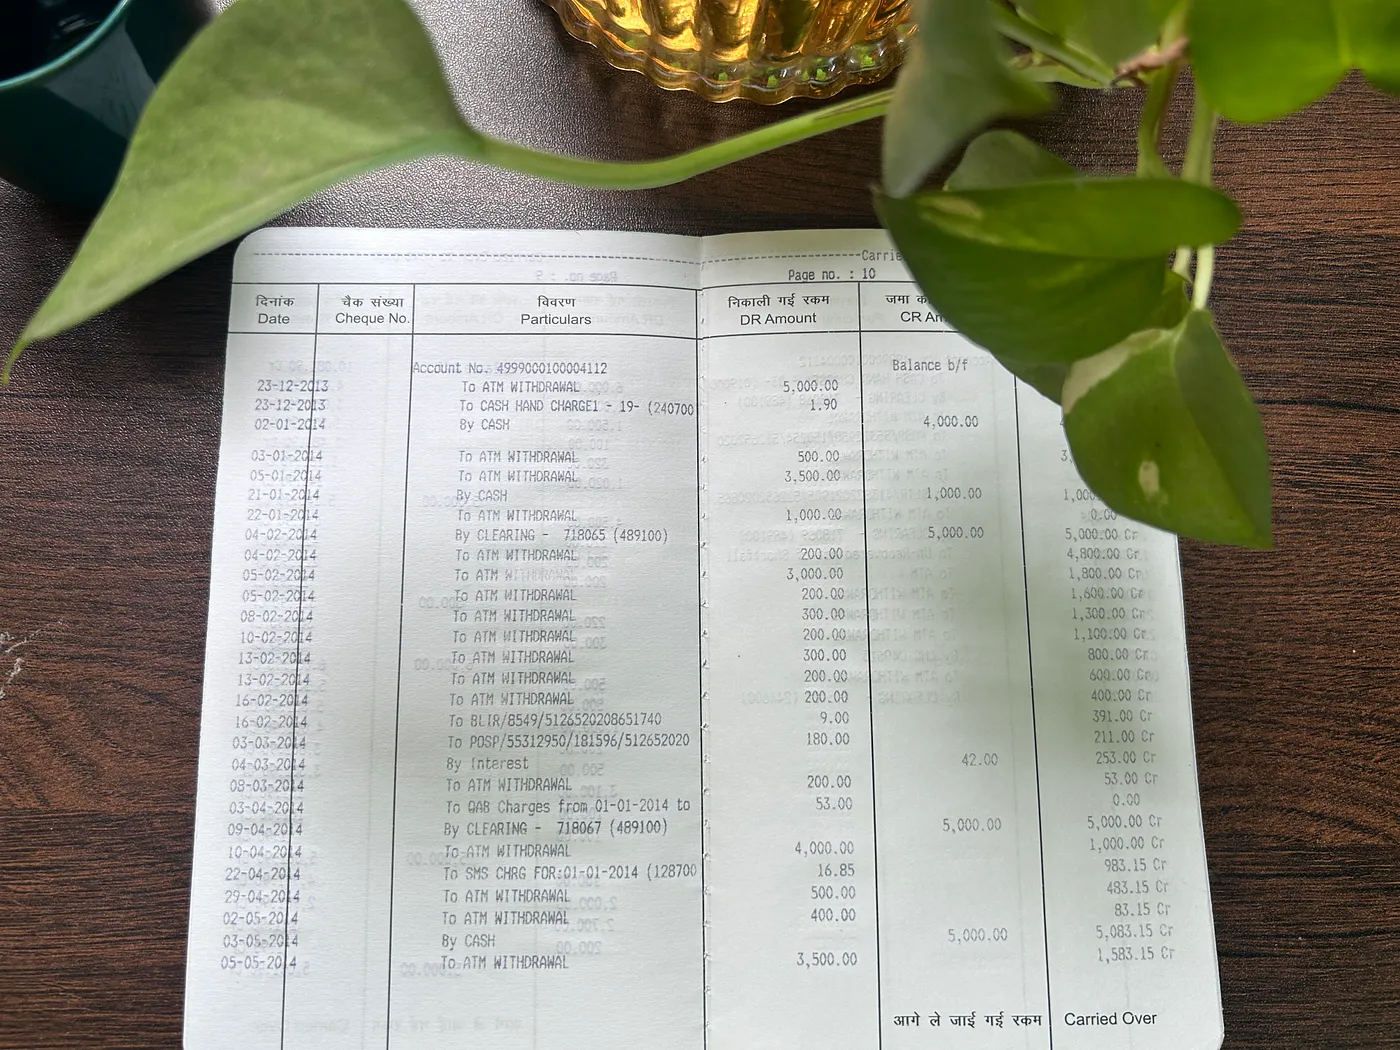 Page no. : 10
दिनांक चैक संख्या विवरण निकाली गई रकम जमा
Date Cheque No. Particulars DR Amount CR
Account No. 4999000100004112 Balance b/f
23-12-2013 To ATM WITHDRAWAL 5,000.00
23-12-2013 To CASH HAND CHARGE1 - 19- (240700 1.90
02-01-2014 By CASH 4,000.00
03-01-2014 To ATM WITHDRAWAL 500.00
05-01-2014 To ATM WITHDRAWAL 3,500.00
21-01-2014 By CASH 1,000.00
22-01-2014 To ATM WITHDRAWAL 1,000.00 0.00
04-02-2014 By CLEARING - 718065 (489100) 5,000.00 5,000.00 Cr
04-02-2014 To ATM WITHDRAWAL 200.00 4,800.00 Cr
05-02-2014 To ATM WITHDRAWAL 3,000.00 1,800.00 Cr
05-02-2014 To ATM WITHDRAWAL 200.00 1,600.00 Cr
08-02-2014 To ATM WITHDRAWAL 300.00 1,300.00 Cr
10-02-2014 To ATM WITHDRAWAL 200.00 1,100.00 Cr
13-02-2014 To ATM WITHDRAWAL 300.00 800.00 Cr
13-02-2014 To ATM WITHDRAWAL 200.00 600.00 Cr
16-02-2014 To ATM WITHDRAWAL 200.00 400.00 Cr
16-02-2014 To BLIR/8549/5126520208651740 9.00 391.00 Cr
03-03-2014 To POSP/55312950/181596/512652020 180.00 211.00 Cr
04-03-2014 By Interest 42.00 253.00 Cr
08-03-2014 To ATM WITHDRAWAL 200.00 53.00 Cr
03-04-2014 To QAB Charges from 01-01-2014 to 53.00 0.00
09-04-2014 By CLEARING - 718067 (489100) 5,000.00 5,000.00 Cr
10-04-2014 To ATM WITHDRAWAL 4,000.00 1,000.00 Cr
22-04-2014 To SMS CHRG FOR:01-01-2014 (128700 16.85 983.15 Cr
29-04-2014 To ATM WITHDRAWAL 500.00 483.15 Cr
02-05-2014 To ATM WITHDRAWAL 400.00 83.15 Cr
03-05-2014 By CASH 5,000.00 5,083.15 Cr
05-05-2014 To ATM WITHDRAWAL 3,500.00 1,583.15 Cr
आगे ले जाई गई रकम Carried Over